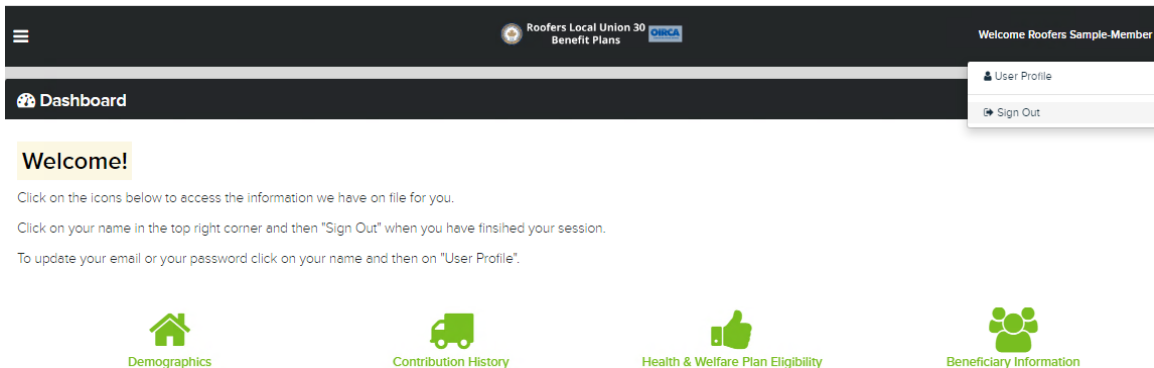 Roofers Local Union 30
Benefit Plans
OIRCA
Welcome Roofers Sample-Member
User Profile
Sign Out
Dashboard
Welcome!
Click on the icons below to access the information we have on file for you.
Click on your name in the top right corner and then "Sign Out" when you have finsihed your session.
To update your email or your password click on your name and then on "User Profile".
Demographics
Contribution History
Health & Welfare Plan Eligibility
Beneficiary Information